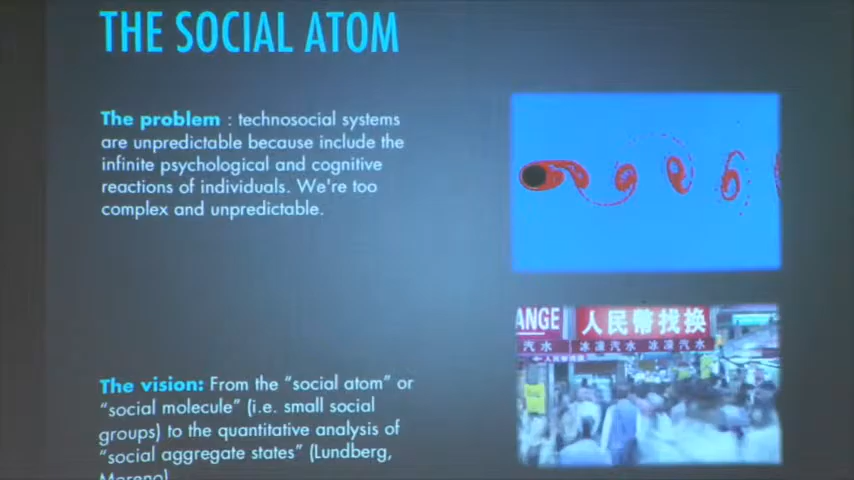 THE SOCIAL ATOM
The problem : technosocial systems
are unpredictable because include the
infinite psychological and cognitive
reactions of individuals. We're too
complex and unpredictable.
ANGE
人民幣找換
汽水
冰凍汽水 冰凍汽水
The vision: From the “social atom” or
“social molecule” (i.e. small social
groups) to the quantitative analysis of
“social aggregate states” (Lundberg,
Moreno)